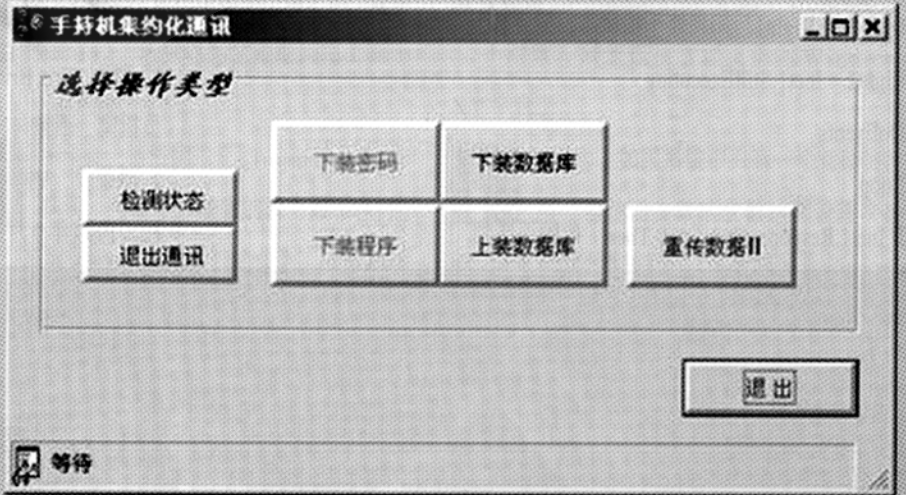 手持机集约化通讯
选择操作类型
下装密码 下装数据库
检测状态
下装程序 上装数据库 重传数据II
退出通讯
退 出
等待